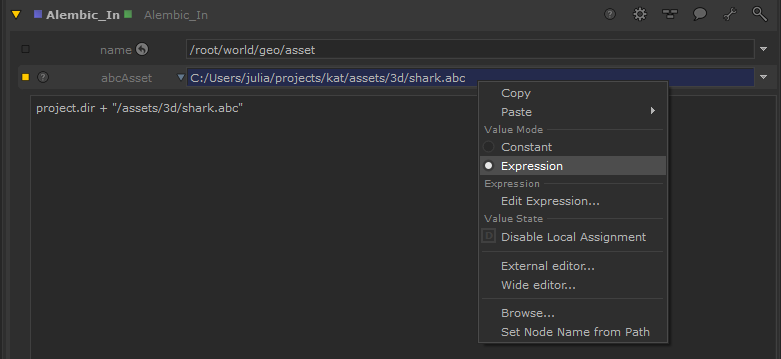 Alembic_In Alembic_In
name /root/world/geo/asset
abcAsset C:/Users/julia/projects/kat/assets/3d/shark.abc
project.dir + "/assets/3d/shark.abc"
Copy
Paste
Value Mode
Constant
Expression
Expression
Edit Expression...
Value State
D Disable Local Assignment
External editor...
Wide editor...
Browse...
Set Node Name from Path